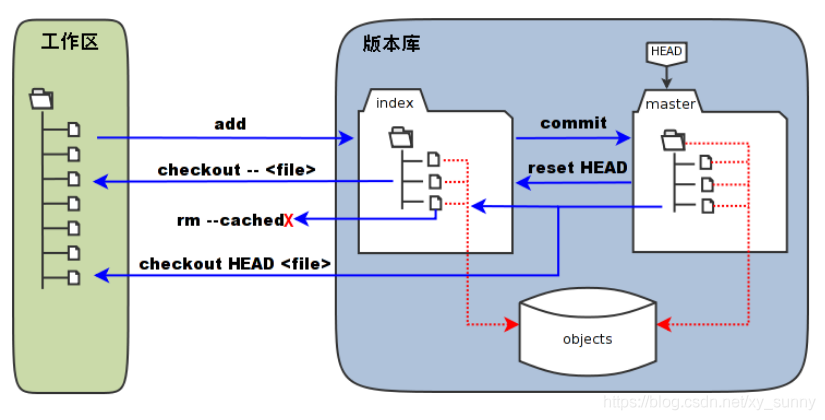 工作区
版本库
HEAD
index
master
add
commit
checkout -- <file>
reset HEAD
rm --cached
X
checkout HEAD <file>
objects
https://blog.csdn.net/xy_sunny